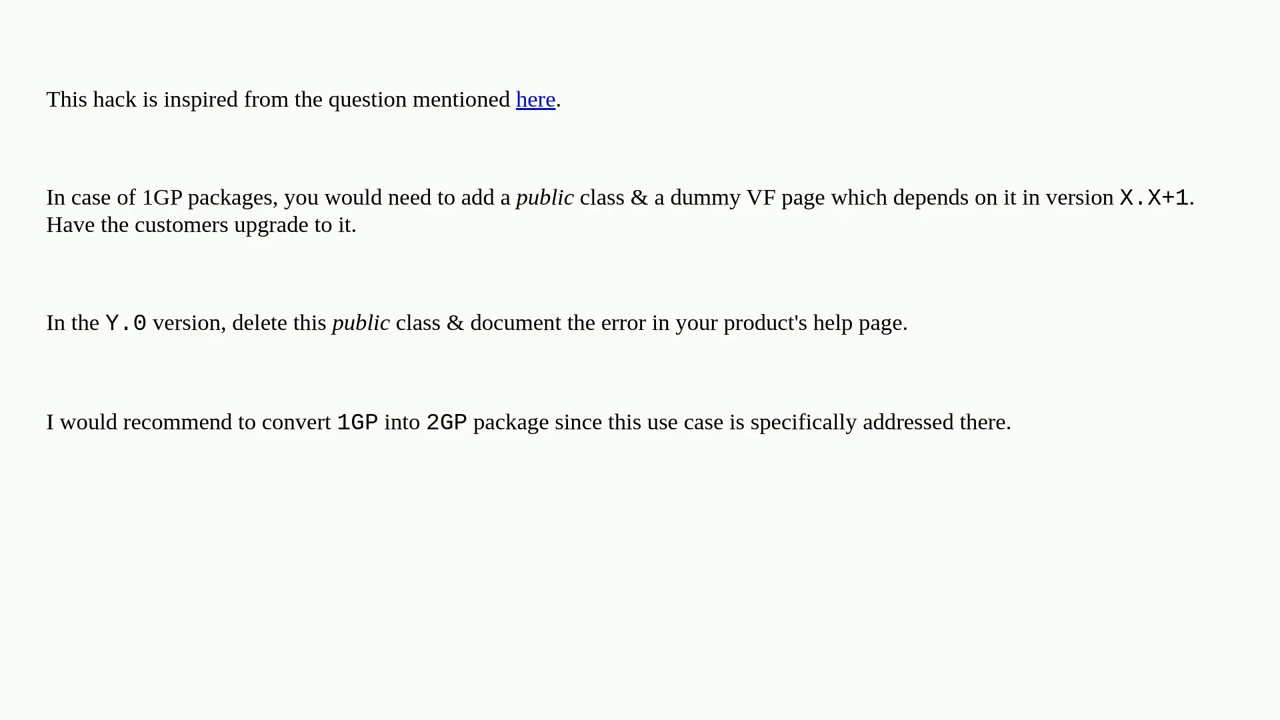 This hack is inspired from the question mentioned here.
In case of 1GP packages, you would need to add a public class & a dummy VF page which depends on it in version X.X+1.
Have the customers upgrade to it.
In the Y.0 version, delete this public class & document the error in your product's help page.
I would recommend to convert 1GP into 2GP package since this use case is specifically addressed there.